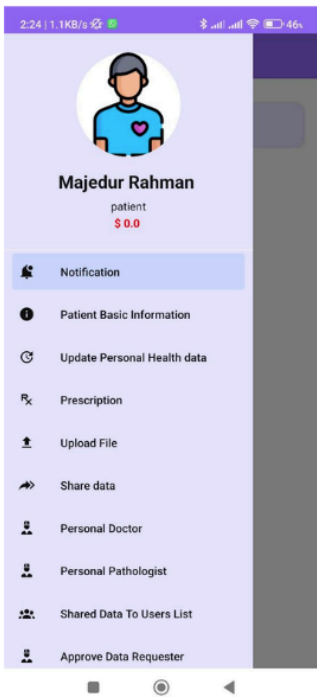 2:24 | 1.1KB/s
46%
Majedur Rahman
patient
$ 0.0
Notification
Patient Basic Information
Update Personal Health data
Prescription
Upload File
Share data
Personal Doctor
Personal Pathologist
Shared Data To Users List
Approve Data Requester